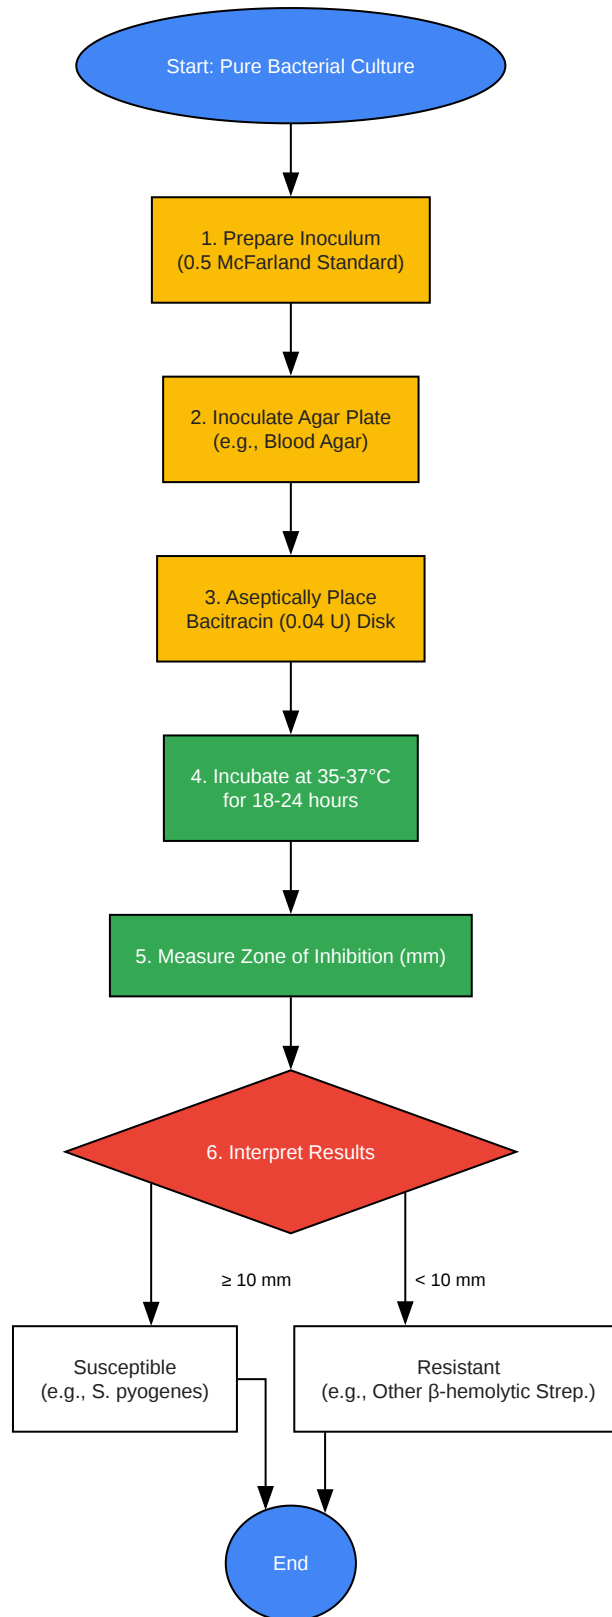 Start: Pure Bacterial Culture
1. Prepare Inoculum
(0.5 McFarland Standard)
2. Inoculate Agar Plate
(e.g., Blood Agar)
3. Aseptically Place
Bacitracin (0.04 U) Disk
4. Incubate at 35-37°C
for 18-24 hours
5. Measure Zone of Inhibition (mm)
6. Interpret Results
≥ 10 mm
< 10 mm
Susceptible
(e.g., S. pyogenes)
Resistant
(e.g., Other β-hemolytic Strep.)
End